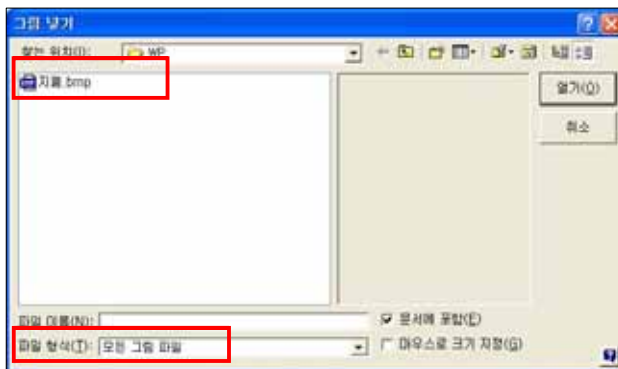 그림 넣기
찾는 위치(I): WP
지폐.bmp
열기(O)
취소
파일 이름(N):
문서에 포함(E)
파일 형식(T): 모든 그림 파일
마우스로 크기 지정(G)